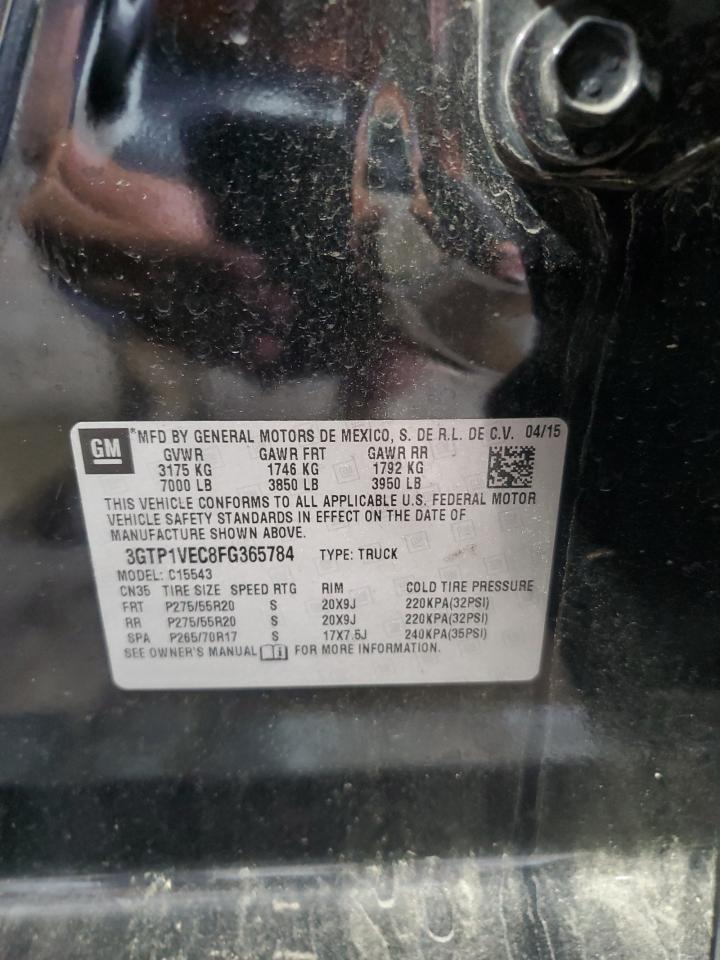 GM *MFD BY GENERAL MOTORS DE MEXICO, S. DE R.L. DE C.V. 04/15
GVWR GAWR FRT GAWR RR
3175 KG 1746 KG 1792 KG
7000 LB 3850 LB 3950 LB
THIS VEHICLE CONFORMS TO ALL APPLICABLE U.S. FEDERAL MOTOR
VEHICLE SAFETY STANDARDS IN EFFECT ON THE DATE OF
MANUFACTURE SHOWN ABOVE.
3GTP1VEC8FG365784 TYPE: TRUCK
MODEL: C15543
CN35 TIRE SIZE SPEED RTG RIM COLD TIRE PRESSURE
FRT P275/55R20 S 20X9J 220KPA(32PSI)
RR P275/55R20 S 20X9J 220KPA(32PSI)
SPA P265/70R17 S 17X7.5J 240KPA(35PSI)
SEE OWNER'S MANUAL FOR MORE INFORMATION.